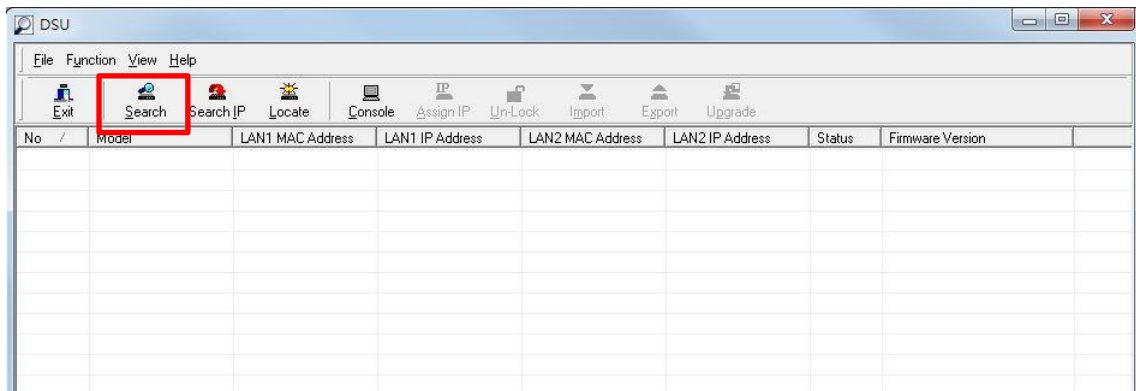 DSU
File Function View Help
Exit Search Search IP Locate Console Assign IP Un-Lock Import Export Upgrade
No / Model LAN1 MAC Address LAN1 IP Address LAN2 MAC Address LAN2 IP Address Status Firmware Version